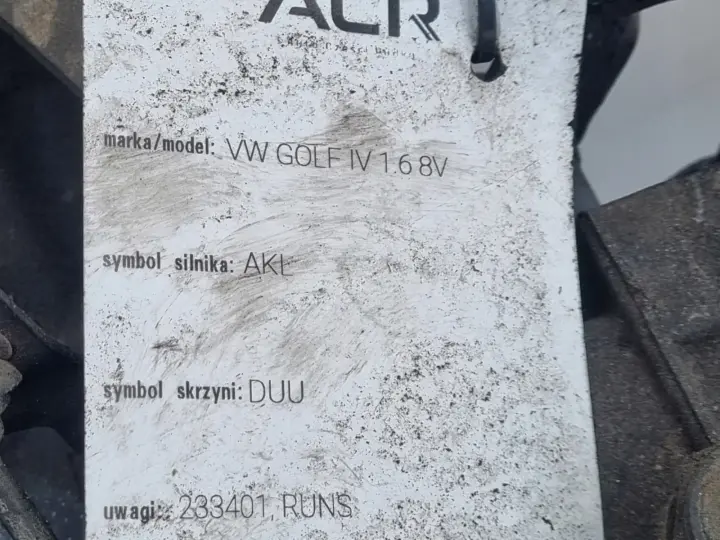 ACR
marka/model: VW GOLF IV 1.6 8V
symbol silnika: AKL
symbol skrzyni: DUU
uwagi: 233401, RUNS